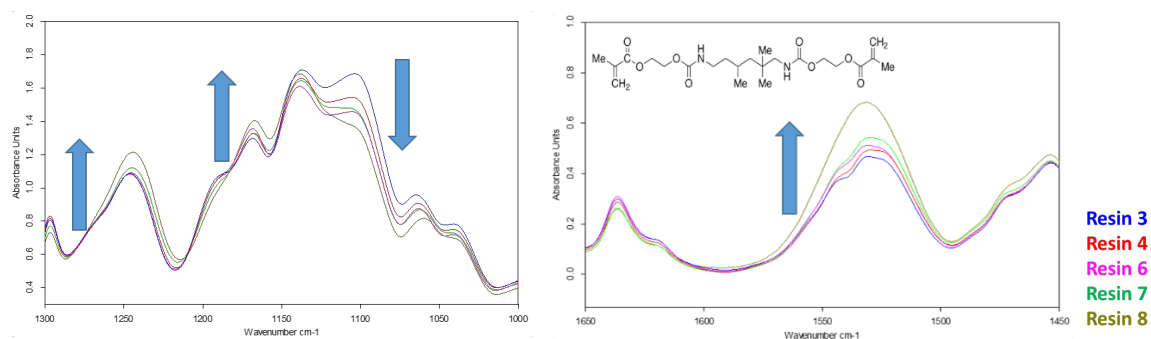 2.0
1.8
1.6
1.4
1.2
1.0
0.8
0.6
0.4
Absorbance Units
1300
1250
1200
1150
1100
1050
1000
Wavenumber cm-1
1.0
0.8
0.6
0.4
0.2
0.0
Absorbance Units
1650
1600
1550
1500
1450
Wavenumber cm-1
Me
O
CH2
O
O
O
H
N
Me
Me
Me
N
H
O
O
O
O
CH2
Me
Resin 3
Resin 4
Resin 6
Resin 7
Resin 8